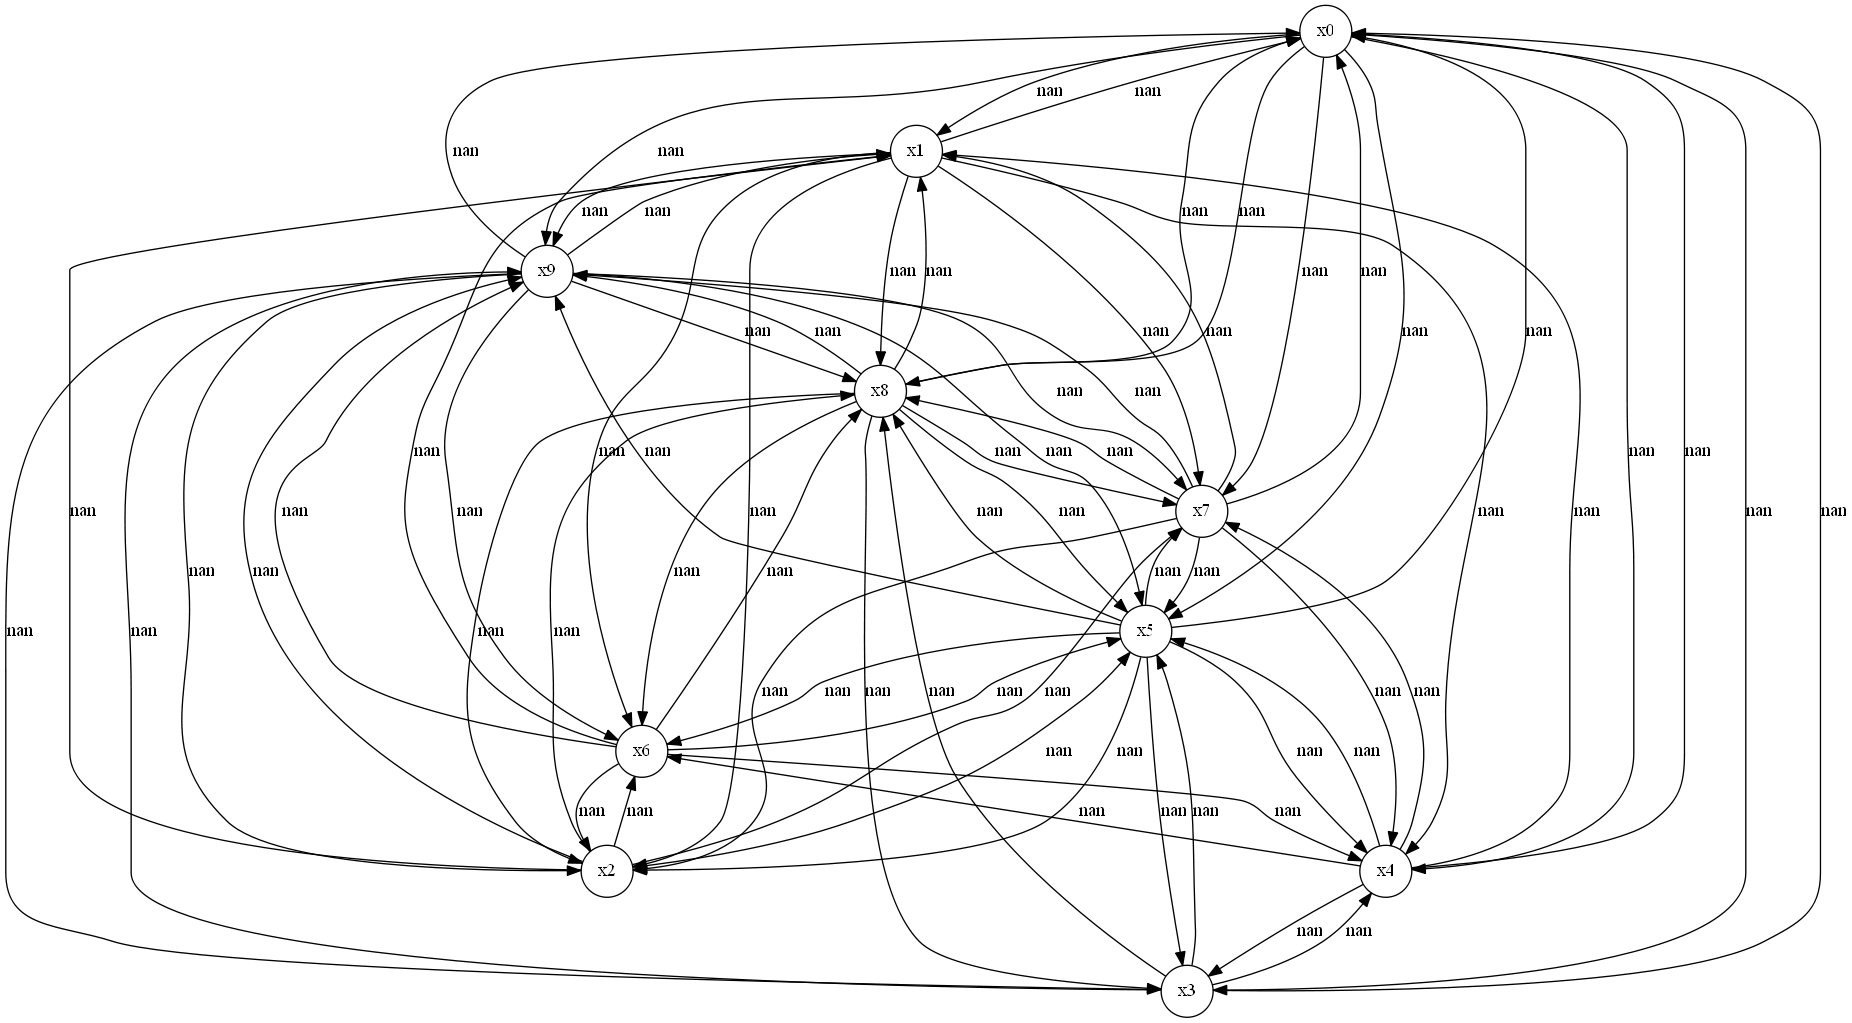 x0
nan nan
x1
nan nan nan
nan nan nan nan
x9
nan nan nan nan
nan nan nan nan nan
x8
nan nan
nan nan nan nan nan nan nan
nan nan nan nan nan nan nan nan
x7
nan nan nan nan nan nan nan nan
nan nan nan
x5
nan nan nan nan nan
x6
nan nan nan nan
nan nan nan nan nan nan
x2 x4
nan nan
x3